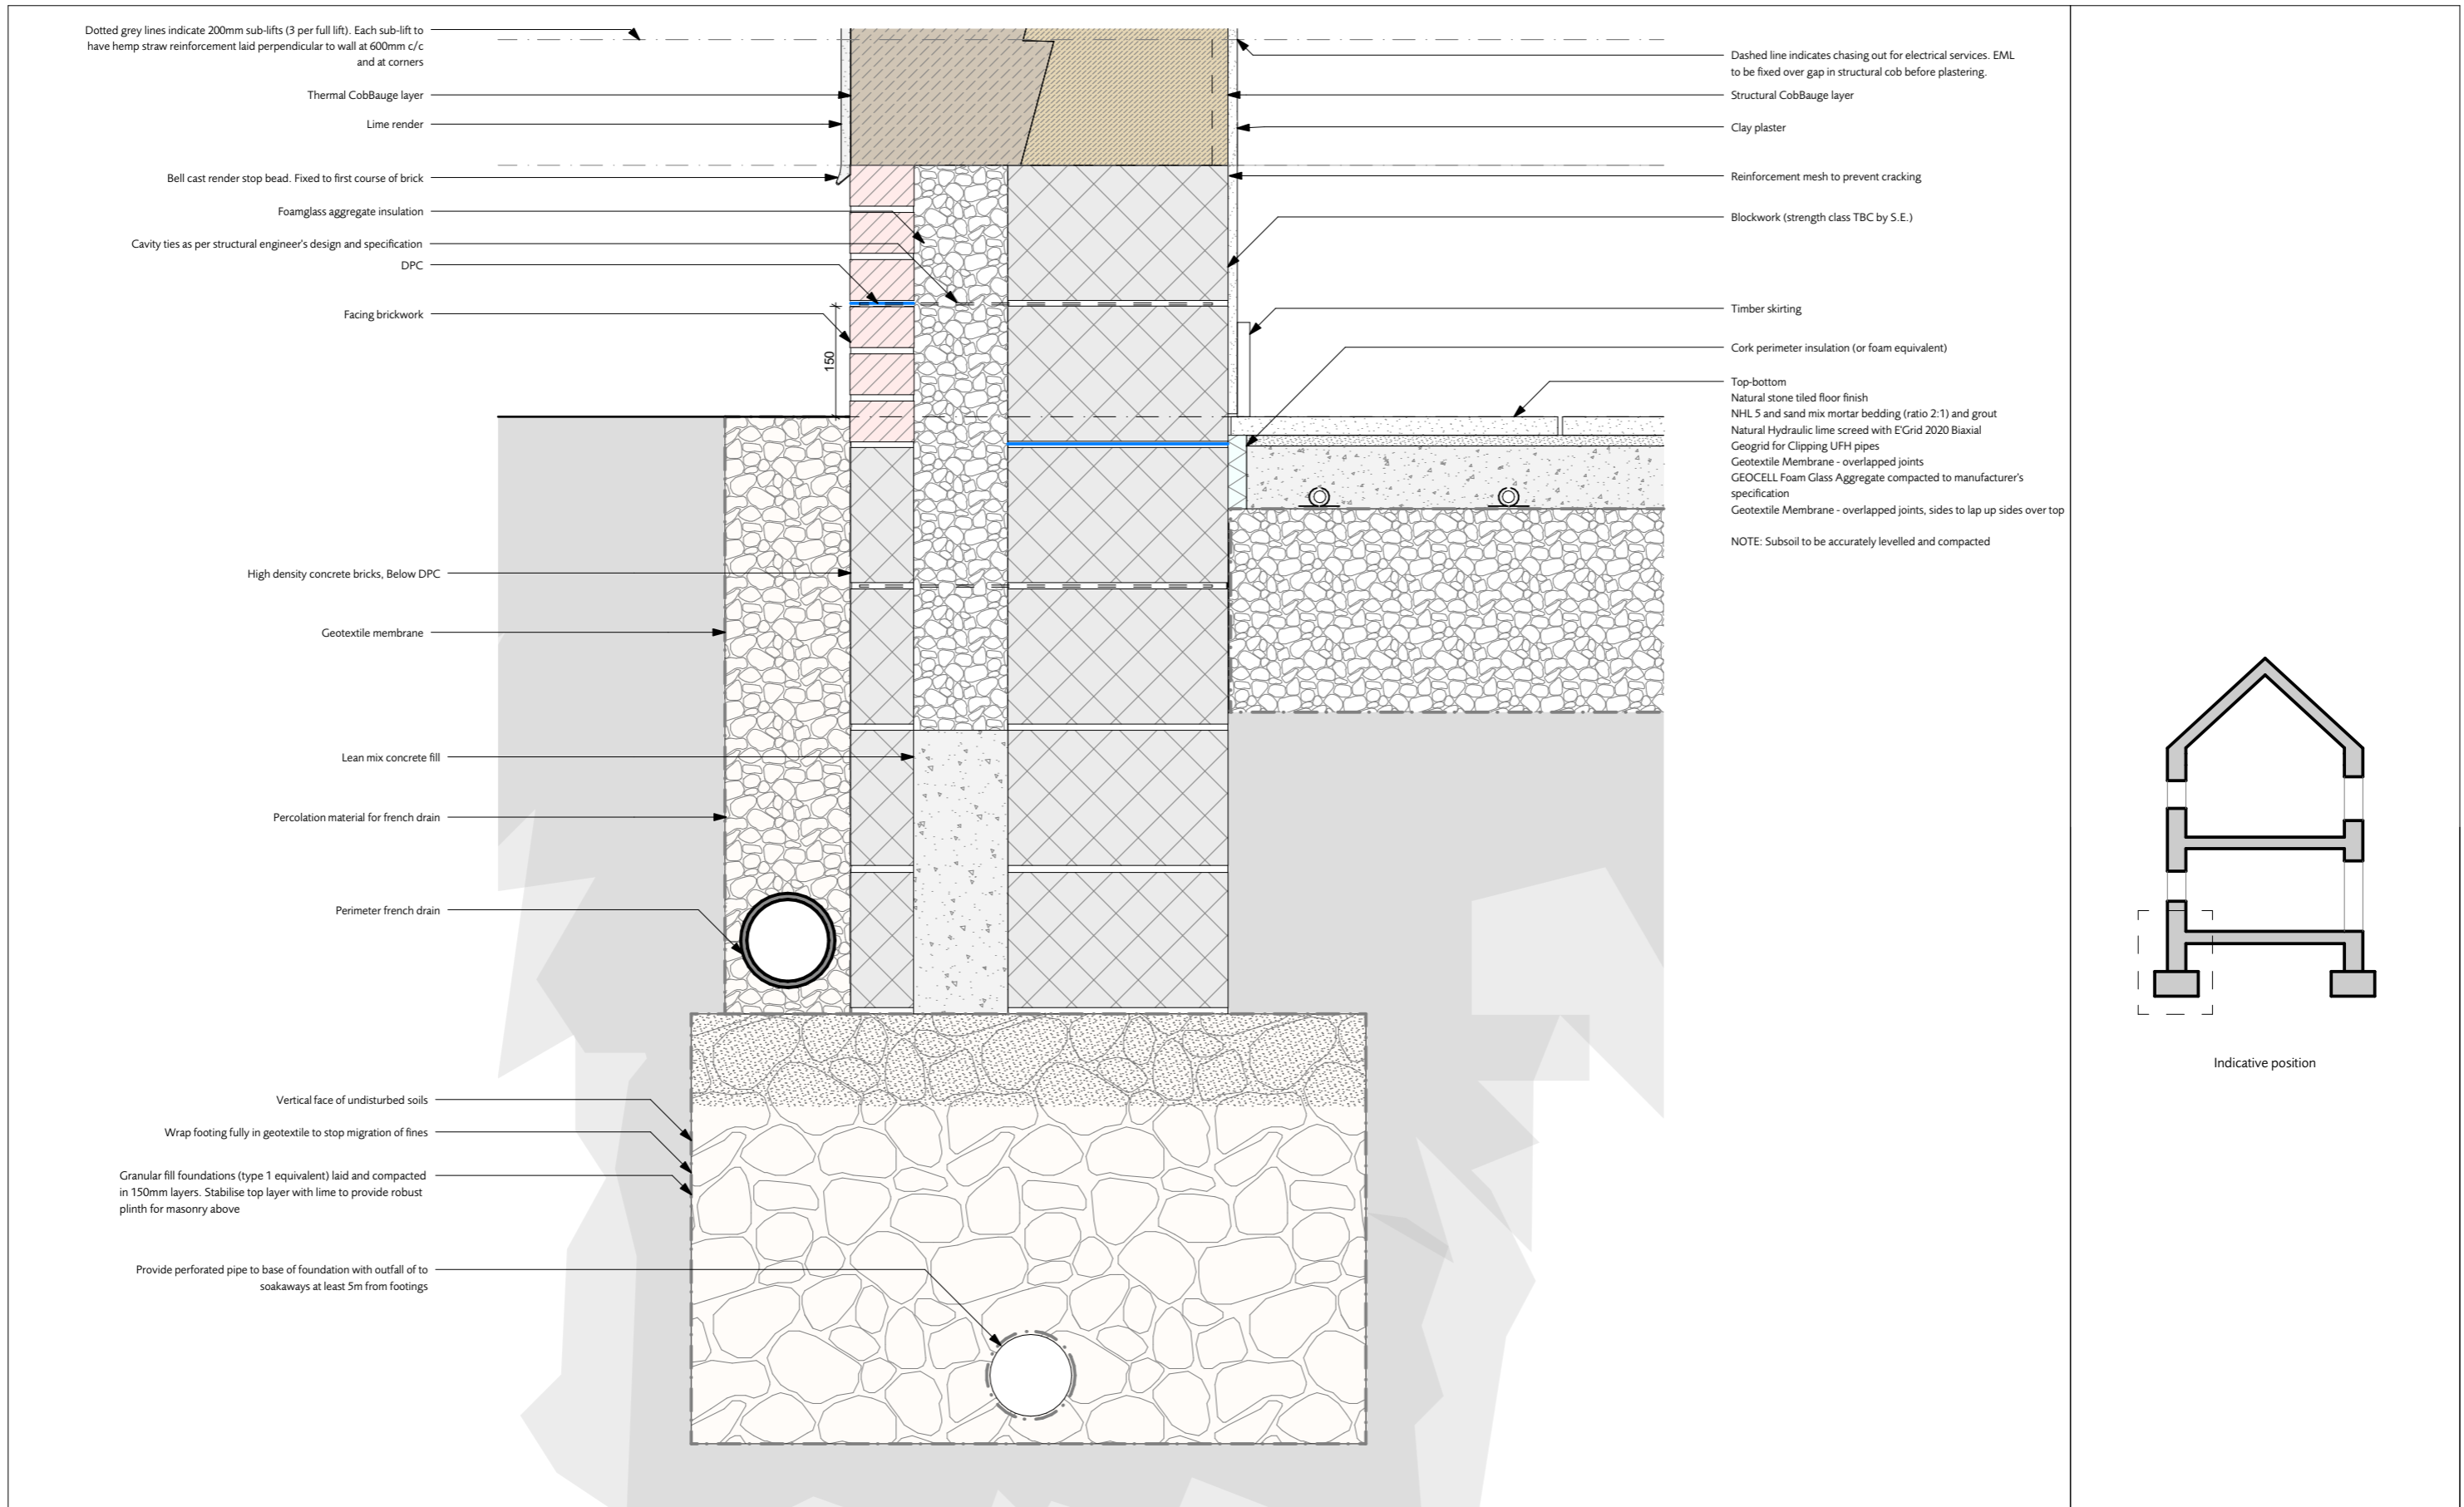 Dotted grey lines indicate 200mm sub-lifts (3 per full lift). Each sub-lift to
have hemp straw reinforcement laid perpendicular to wall at 600mm c/c
and at corners
Thermal CobBauge layer
Lime render
Bell cast render stop bead. Fixed to first course of brick
Foamglass aggregate insulation
Cavity ties as per structural engineer's design and specification
DPC
Facing brickwork
150
High density concrete bricks, Below DPC
Geotextile membrane
Lean mix concrete fill
Percolation material for french drain
Perimeter french drain
Vertical face of undisturbed soils
Wrap footing fully in geotextile to stop migration of fines
Granular fill foundations (type 1 equivalent) laid and compacted
in 150mm layers. Stabilise top layer with lime to provide robust
plinth for masonry above
Provide perforated pipe to base of foundation with outfall of to
soakaways at least 5m from footings
Dashed line indicates chasing out for electrical services. EML
to be fixed over gap in structural cob before plastering.
Structural CobBauge layer
Clay plaster
Reinforcement mesh to prevent cracking
Blockwork (strength class TBC by S.E.)
Timber skirting
Cork perimeter insulation (or foam equivalent)
Top-bottom
Natural stone tiled floor finish
NHL 5 and sand mix mortar bedding (ratio 2:1) and grout
Natural Hydraulic lime screed with E'Grid 2020 Biaxial
Geogrid for Clipping UFH pipes
Geotextile Membrane - overlapped joints
GEOCELL Foam Glass Aggregate compacted to manufacturer's
specification
Geotextile Membrane - overlapped joints, sides to lap up sides over top
NOTE: Subsoil to be accurately levelled and compacted
Indicative position